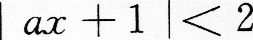 | ax + 1 | < 2